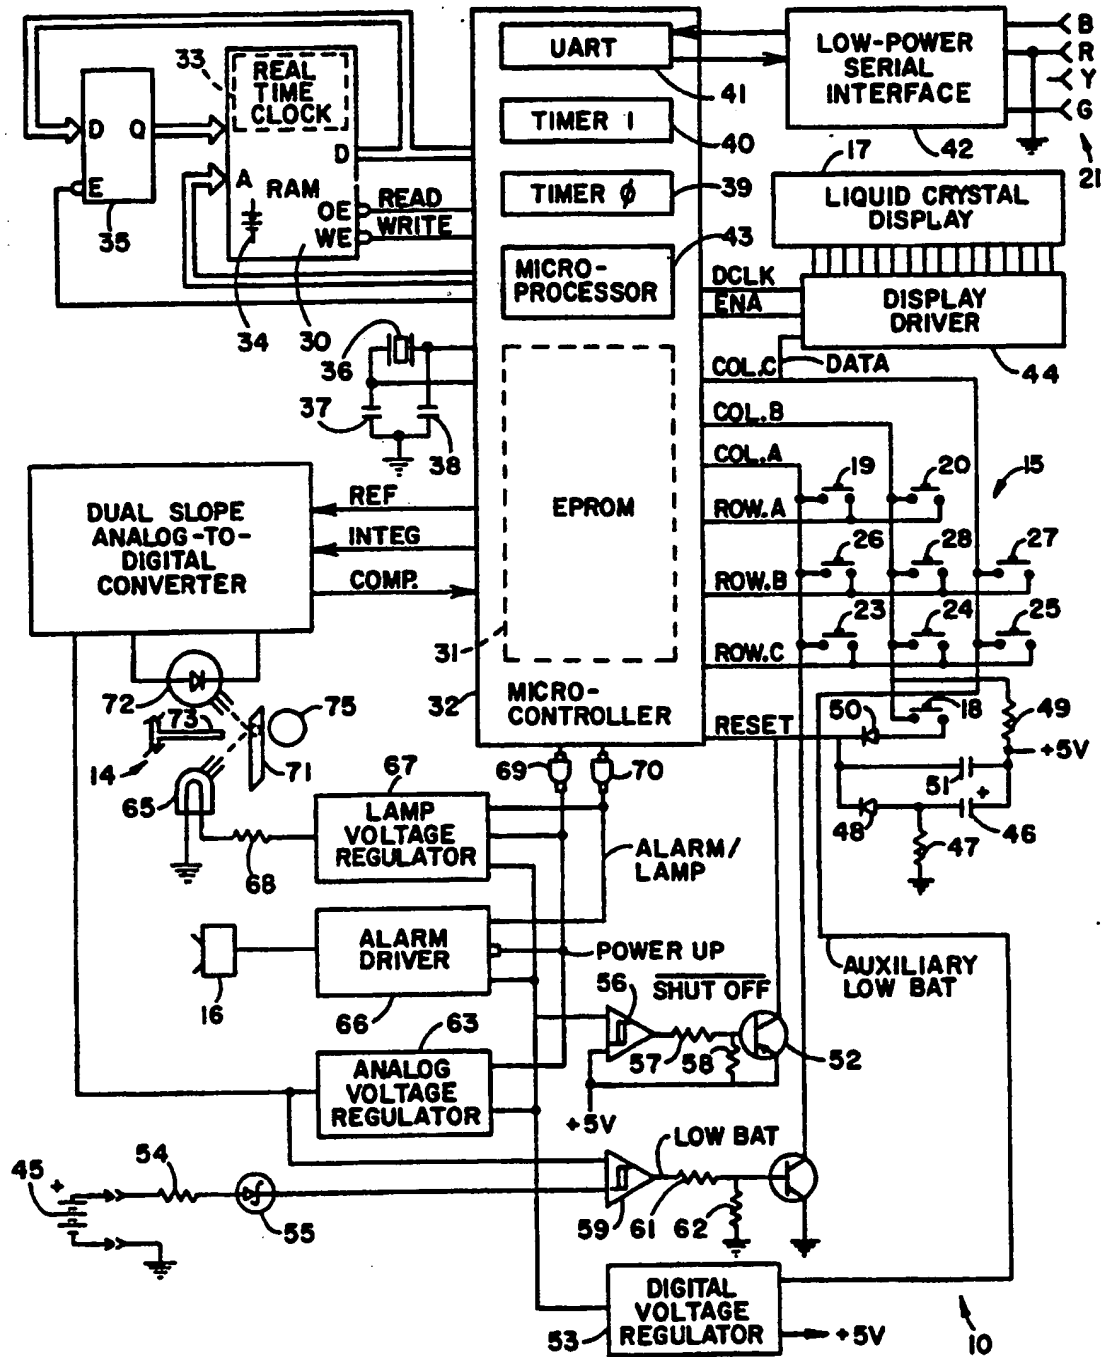 UART
41
TIMER 1
40
TIMER ϕ
39
MICRO-
PROCESSOR
43
EPROM
31
32
MICRO-
CONTROLLER
33
REAL
TIME
CLOCK
D Q
E
35
D
A
RAM
OE
WE
READ
WRITE
34
30
36
37
38
LOW-POWER
SERIAL
INTERFACE
42
B
R
Y
G
21
17
LIQUID CRYSTAL
DISPLAY
DCLK
ENA
DISPLAY
DRIVER
44
COL.C
DATA
COL.B
COL.A
19
20
15
ROW.A
26
28
27
ROW.B
23
24
25
ROW.C
RESET
50
18
49
+5V
51
+
48
47
46
DUAL SLOPE
ANALOG-TO-
DIGITAL
CONVERTER
REF
INTEG
COMP.
72
73
75
14
71
65
68
67
LAMP
VOLTAGE
REGULATOR
69
70
ALARM/
LAMP
ALARM
DRIVER
16
66
POWER UP
AUXILIARY
LOW BAT
63
ANALOG
VOLTAGE
REGULATOR
56
SHUT OFF
57
58
52
+5V
LOW BAT
45
+
54
55
59
61
62
DIGITAL
VOLTAGE
REGULATOR
53
+5V
10